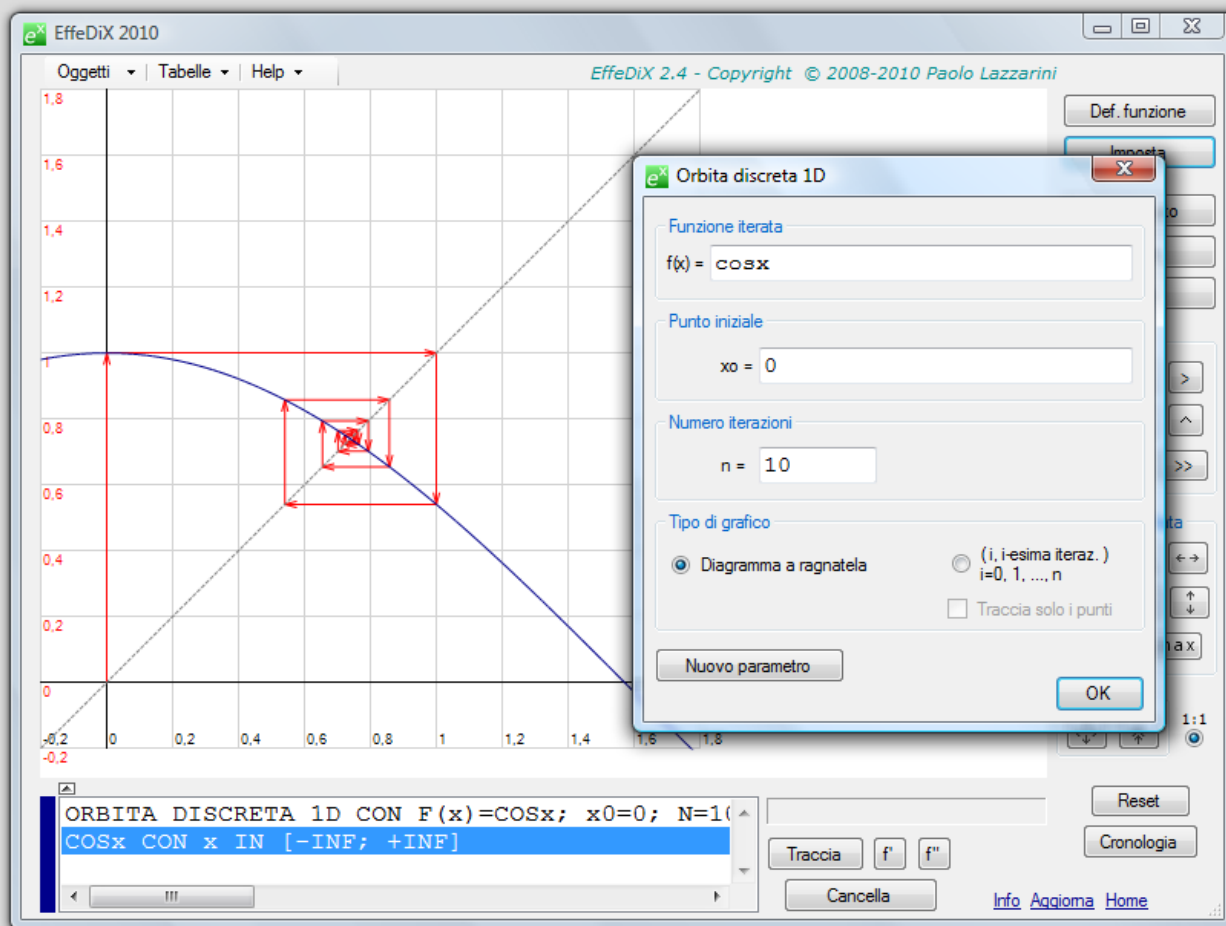 EffeDiX 2010
Oggetti Tabelle Help
EffeDiX 2.4 - Copyright © 2008-2010 Paolo Lazzarini
1,8
1,6
1,4
1,2
1
0,8
0,6
0,4
0,2
0
-0,2
-0,2 0 0,2 0,4 0,6 0,8 1 1,2 1,4 1,6 1,8
Def. funzione
Imposta
Orbita discreta 1D
Funzione iterata
f(x) = cosx
Punto iniziale
xo = 0
Numero iterazioni
n = 10
Tipo di grafico
Diagramma a ragnatela
( i, i-esima iteraz. )
i=0, 1, ..., n
Traccia solo i punti
Nuovo parametro
OK
>
^
>>
1:1
ORBITA DISCRETA 1D CON F(x)=COSx; x0=0; N=10
COSx CON x IN [-INF; +INF]
Traccia f' f"
Cancella
Reset
Cronologia
Info Aggiorna Home